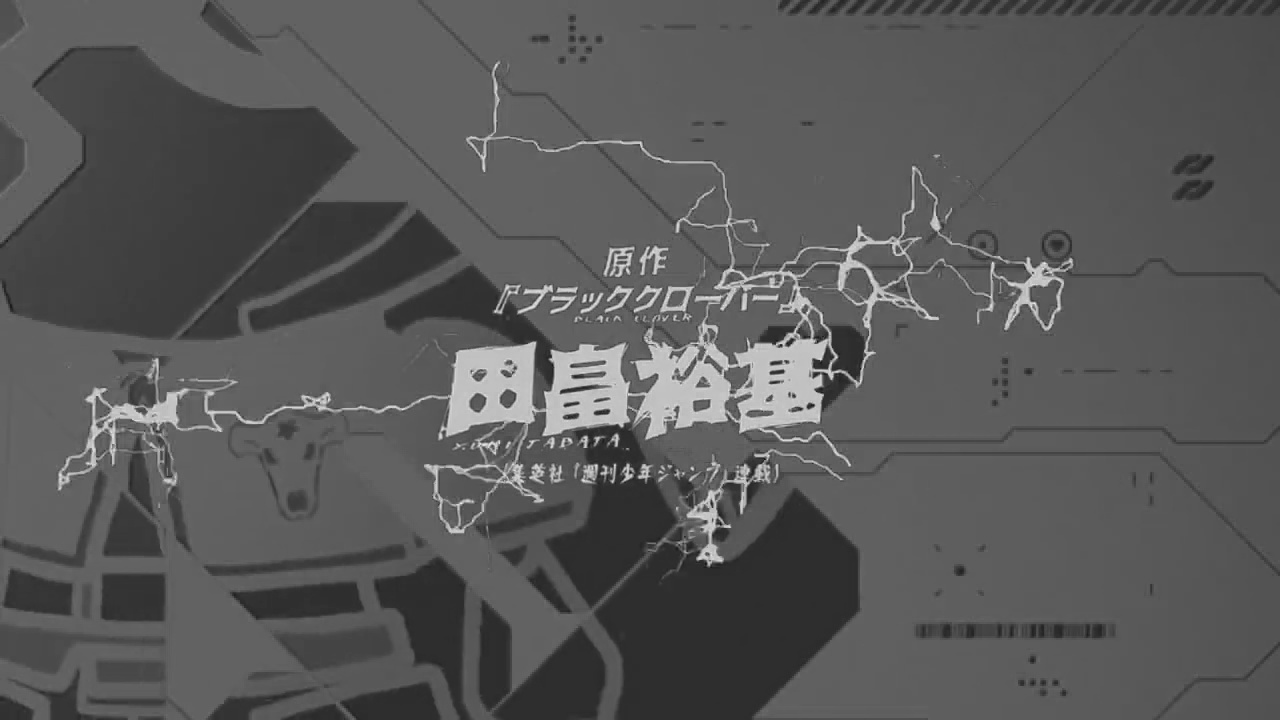 原作
『ブラッククローバー』
BLACK CLOVER
田畠裕基
YUKI TABATA
(集英社「週刊少年ジャンプ」連載)